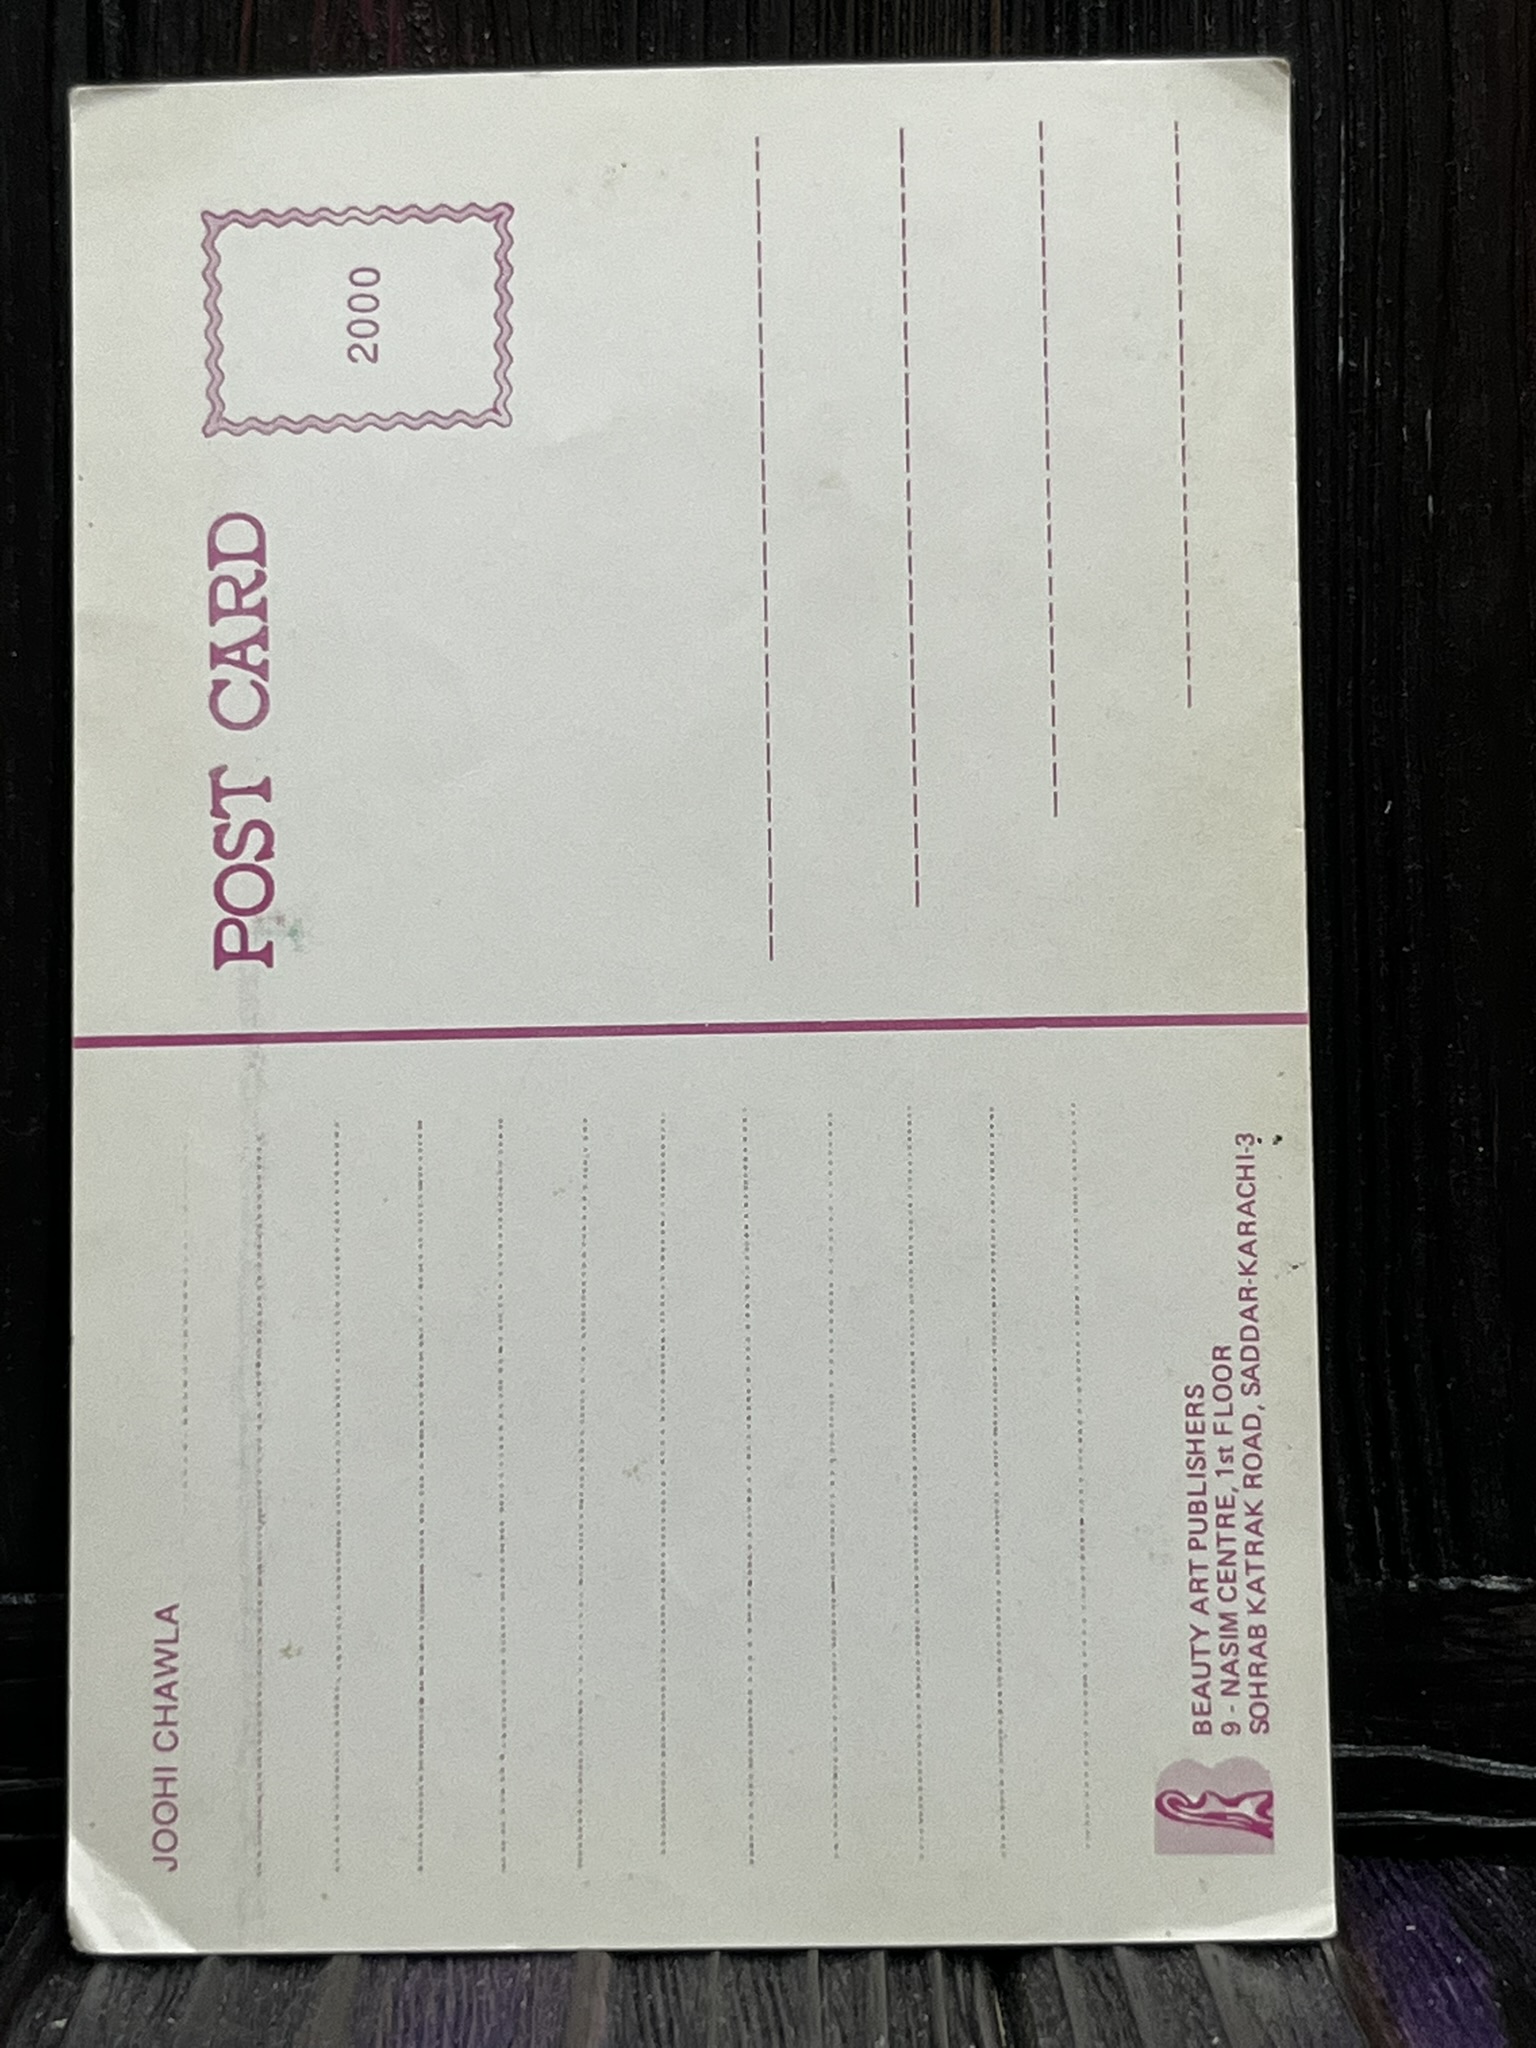 JOOHI CHAWLA
POST CARD
2000
BEAUTY ART PUBLISHERS
9 - NASIM CENTRE, 1st FLOOR
SOHRAB KATRAK ROAD, SADDAR-KARACHI-3